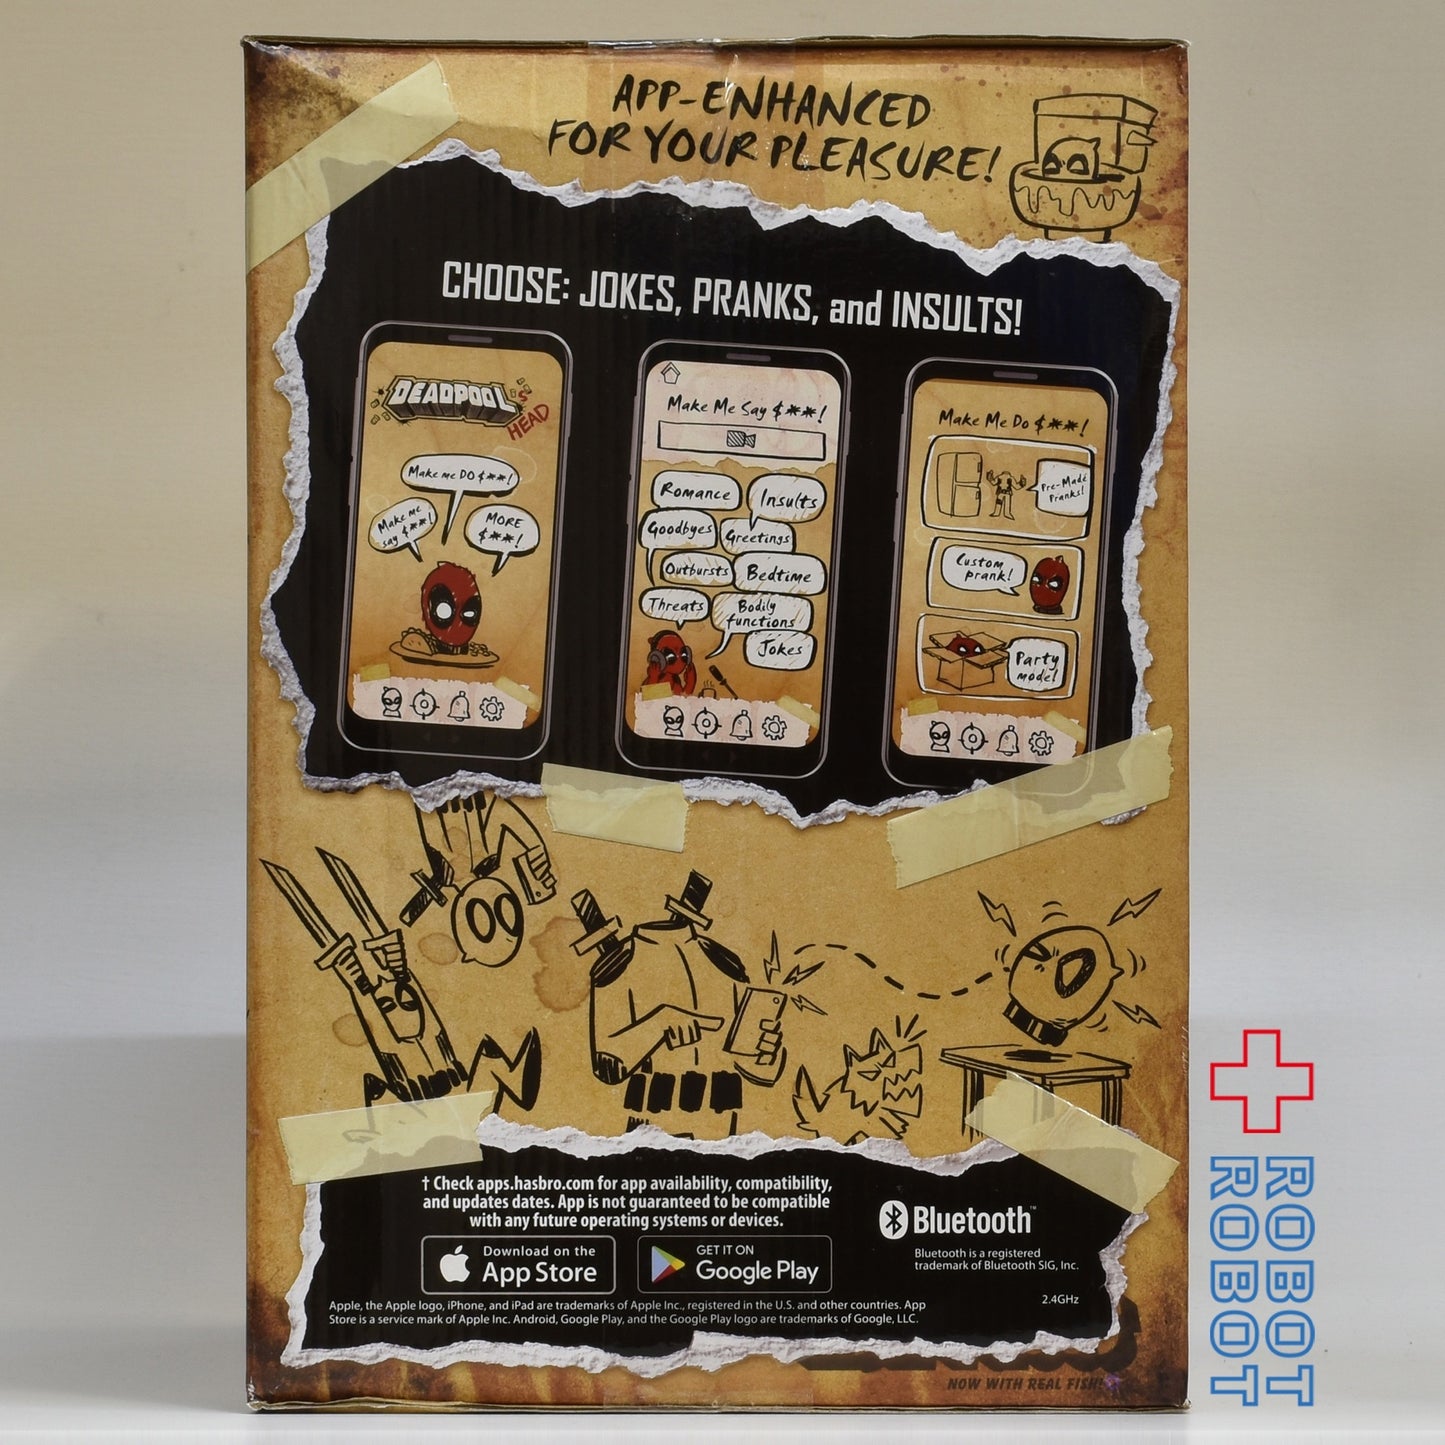 APP-ENHANCED
FOR YOUR PLEASURE!
CHOOSE: JOKES, PRANKS, and INSULTS!
DEADPOOL'S
HEAD
Make me DO $**!
Make me
say $**!
MORE
$**!
Make Me Say $**!
Romance
Insults
Goodbyes
Greetings
Outbursts
Bedtime
Threats
Bodily
functions
Jokes
Make Me Do $**!
Pre-Made
Pranks!
Custom
prank!
Party
mode!
† Check apps.hasbro.com for app availability, compatibility,
and updates dates. App is not guaranteed to be compatible
with any future operating systems or devices.
Download on the
App Store
GET IT ON
Google Play
Bluetooth™
Bluetooth is a registered
trademark of Bluetooth SIG, Inc.
2.4GHz
Apple, the Apple logo, iPhone, and iPad are trademarks of Apple Inc., registered in the U.S. and other countries. App
Store is a service mark of Apple Inc. Android, Google Play, and the Google Play logo are trademarks of Google, LLC.
NOW WITH REAL FISH!
ROBOT
ROBOT